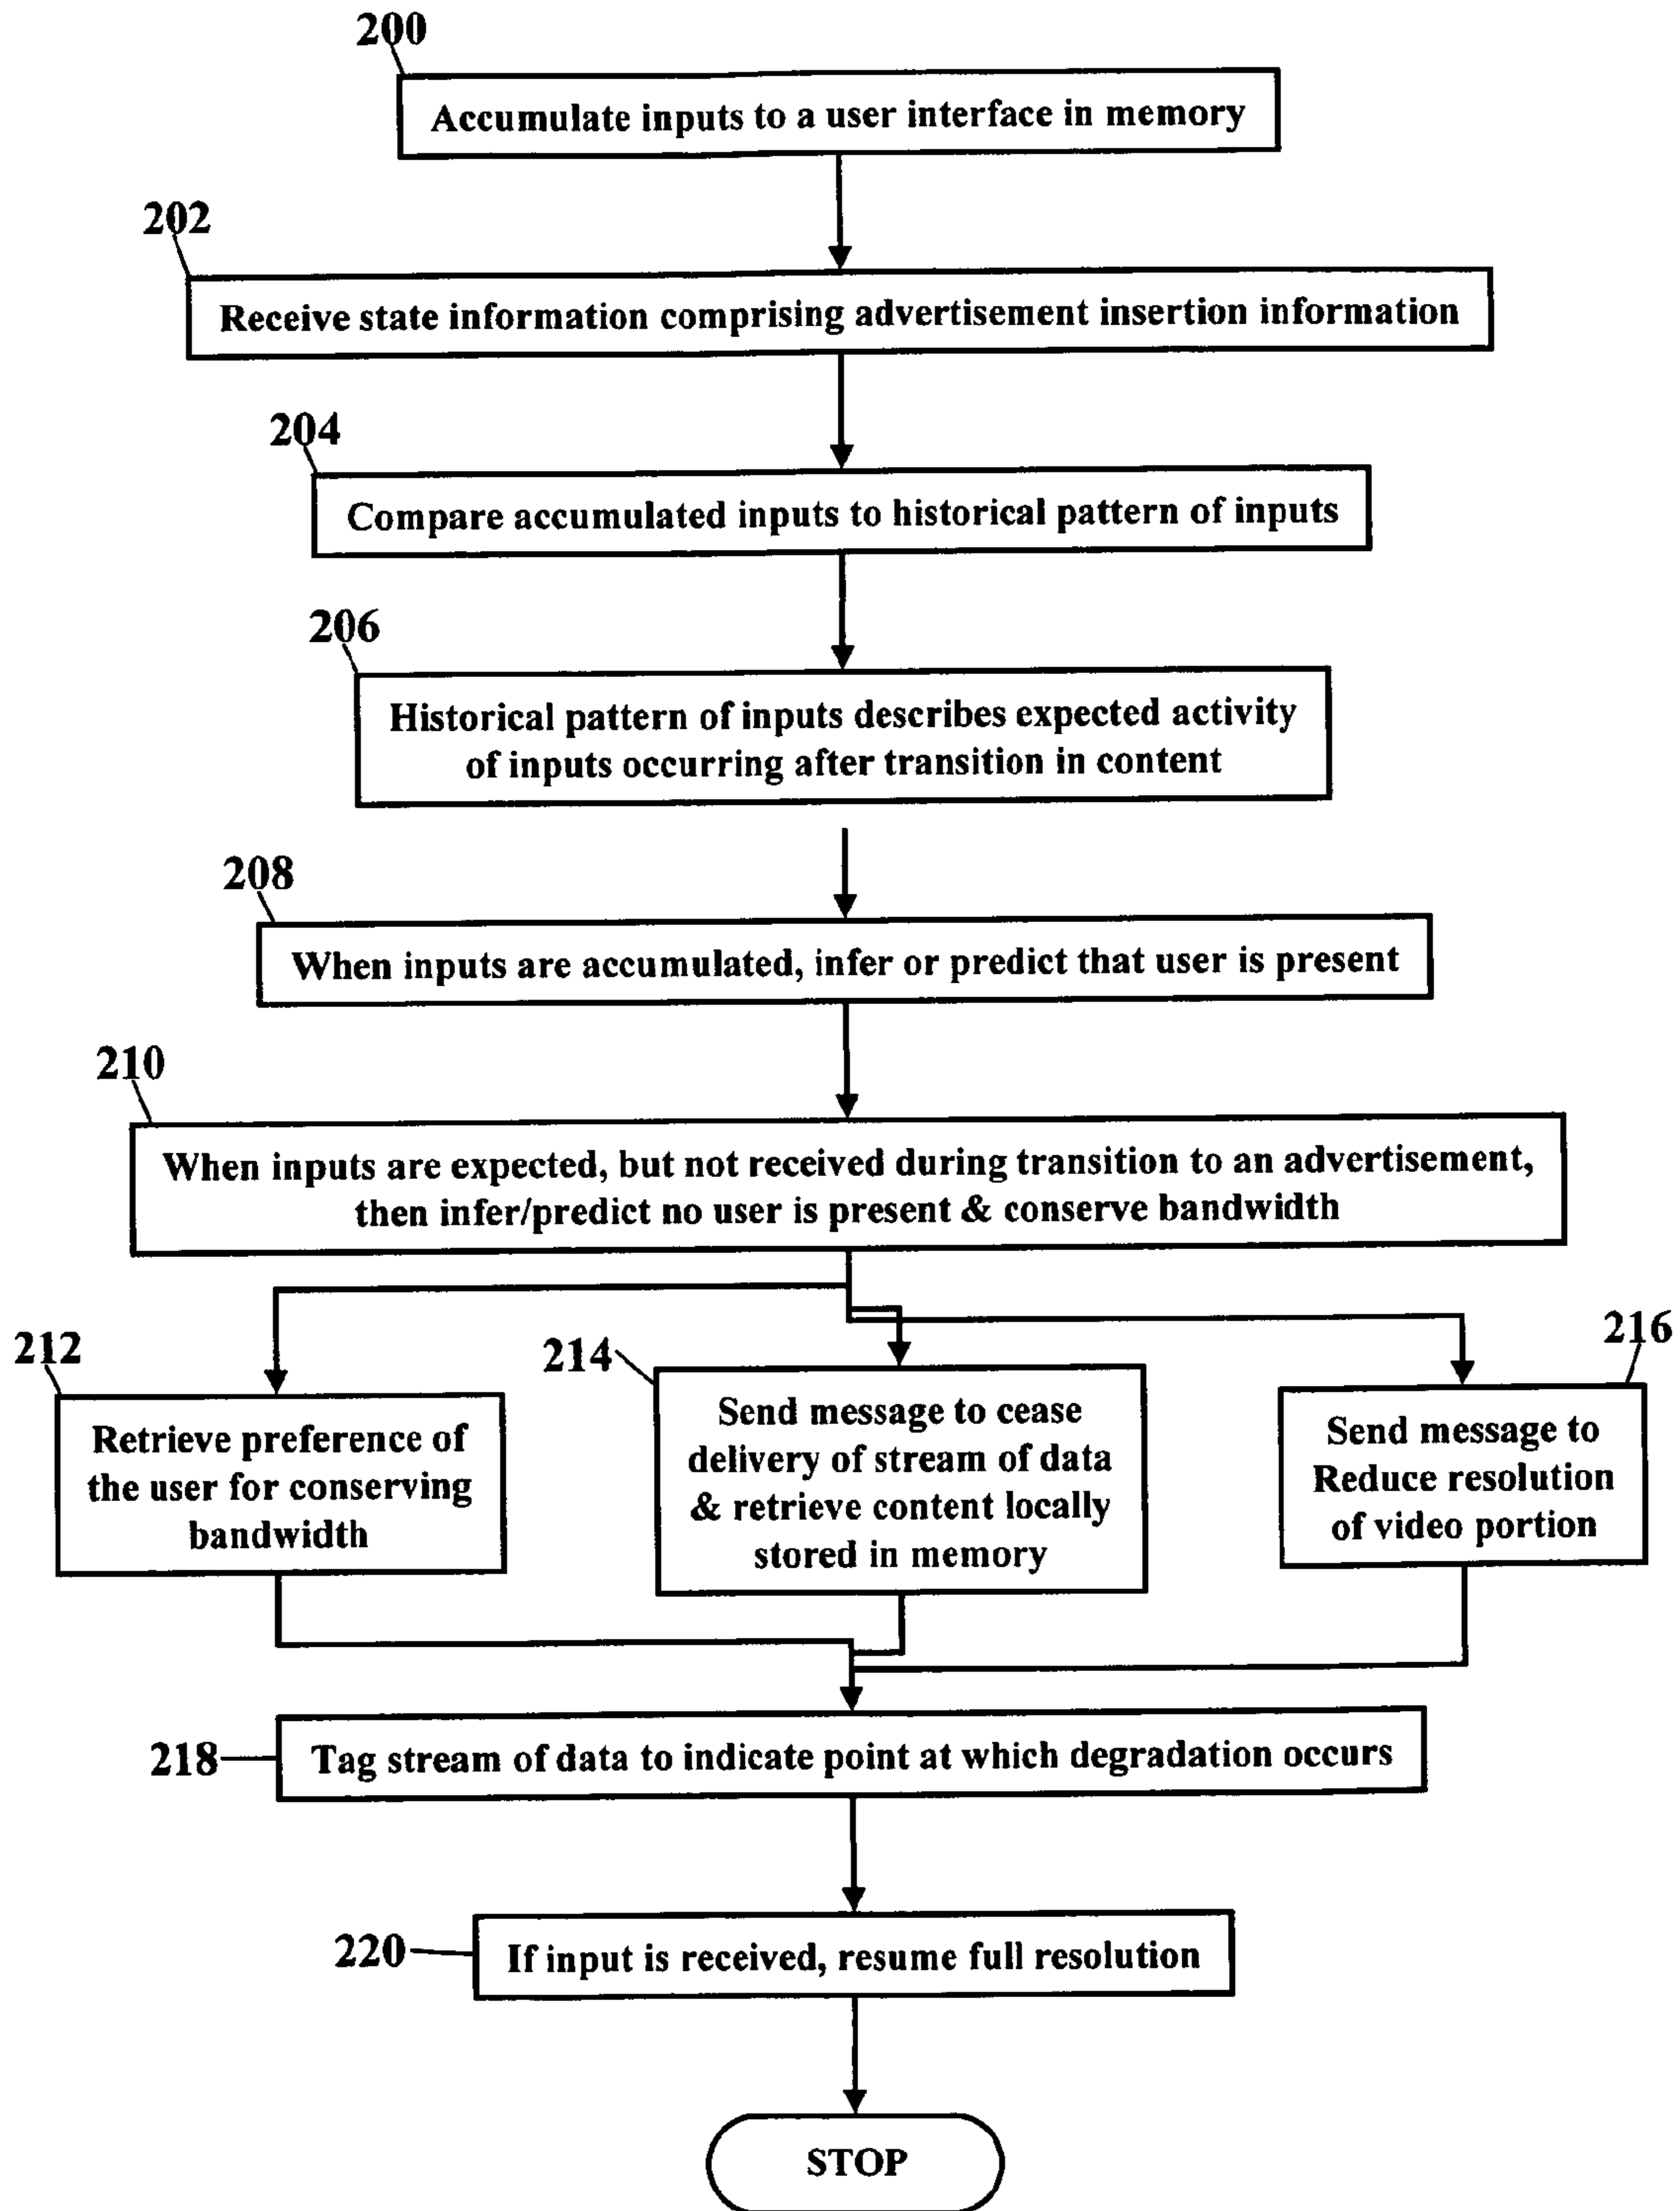 200
Accumulate inputs to a user interface in memory
202
Receive state information comprising advertisement insertion information
204
Compare accumulated inputs to historical pattern of inputs
206
Historical pattern of inputs describes expected activity
of inputs occurring after transition in content
208
When inputs are accumulated, infer or predict that user is present
210
When inputs are expected, but not received during transition to an advertisement,
then infer/predict no user is present & conserve bandwidth
212
Retrieve preference of
the user for conserving
bandwidth
214
Send message to cease
delivery of stream of data
& retrieve content locally
stored in memory
216
Send message to
Reduce resolution
of video portion
218
Tag stream of data to indicate point at which degradation occurs
220
If input is received, resume full resolution
STOP